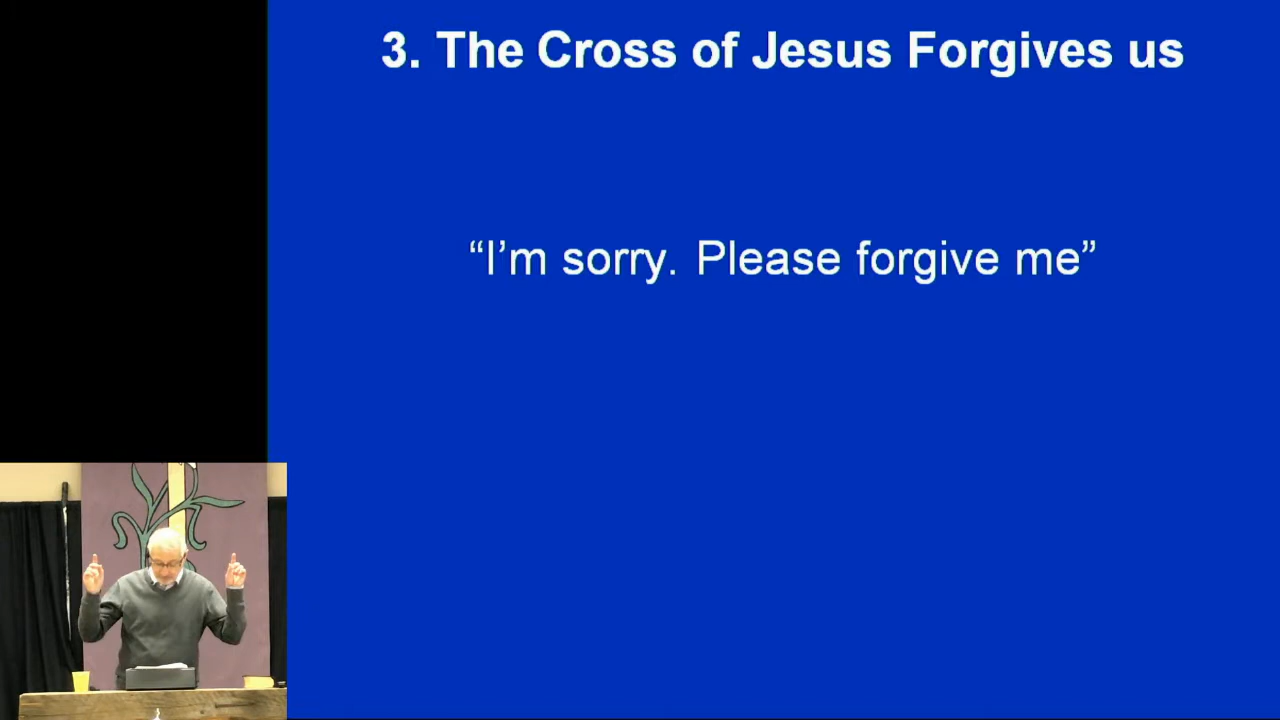 3. The Cross of Jesus Forgives us
“I’m sorry. Please forgive me”